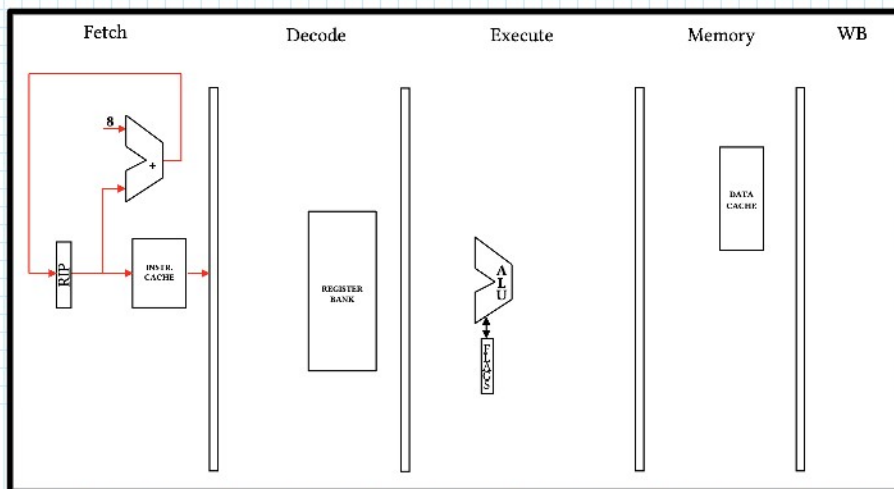 Fetch
Decode
Execute
Memory
WB
8
+
RIP
INSTR.
CACHE
REGISTER
BANK
A
L
U
FLAGS
DATA
CACHE